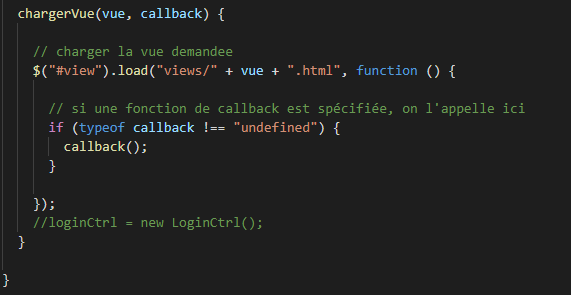 chargerVue(vue, callback) {
// charger la vue demandee
$("#view").load("views/" + vue + ".html", function () {
// si une fonction de callback est spécifiée, on l'appelle ici
if (typeof callback !== "undefined") {
callback();
}
});
//loginCtrl = new LoginCtrl();
}
}